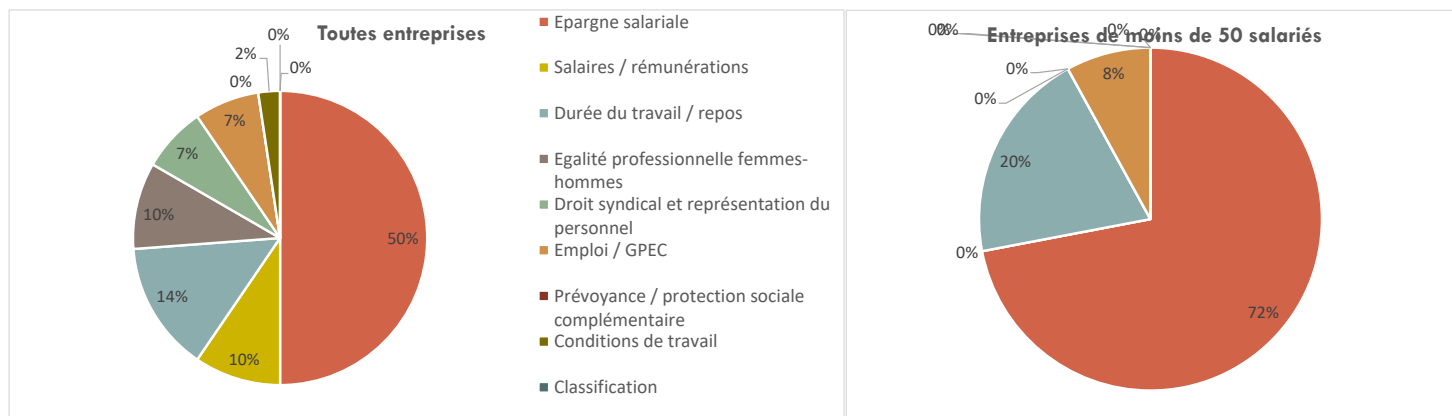 Toutes entreprises
0%
2%
0%
0%
7%
7%
10%
14%
10%
50%
Epargne salariale
Salaires / rémunérations
Durée du travail / repos
Egalité professionnelle femmes-
hommes
Droit syndical et représentation du
personnel
Emploi / GPEC
Prévoyance / protection sociale
complémentaire
Conditions de travail
Classification
Entreprises de moins de 50 salariés
0%
0%
0%
0%
0%
0%
0%
8%
20%
72%